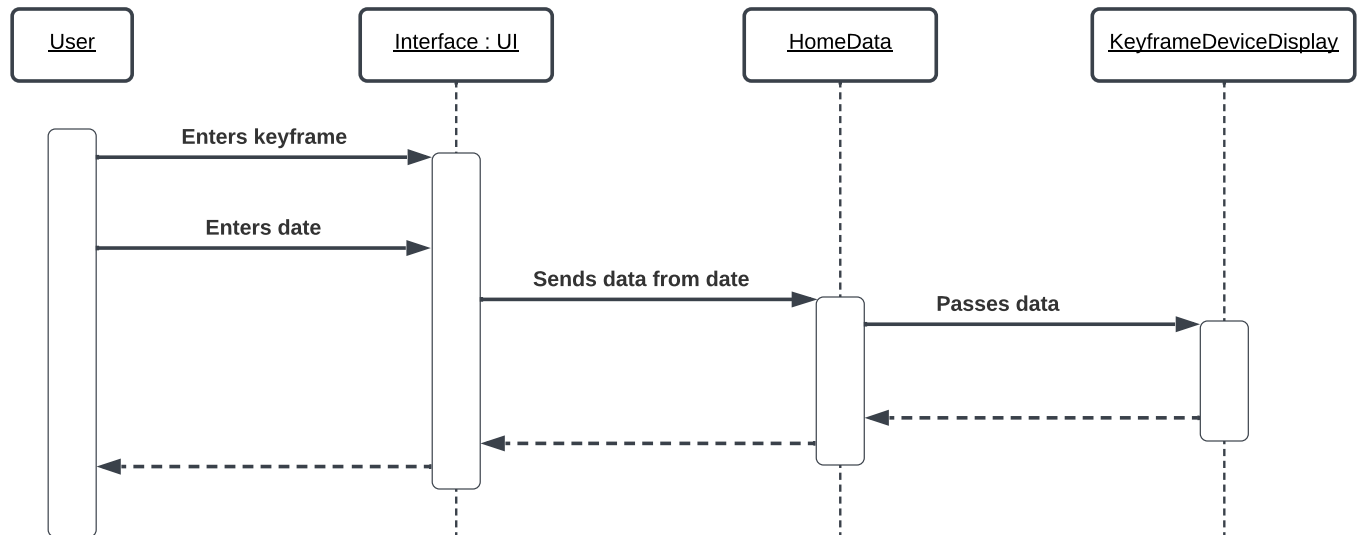 User
Interface : UI
HomeData
KeyframeDeviceDisplay
Enters keyframe
Enters date
Sends data from date
Passes data